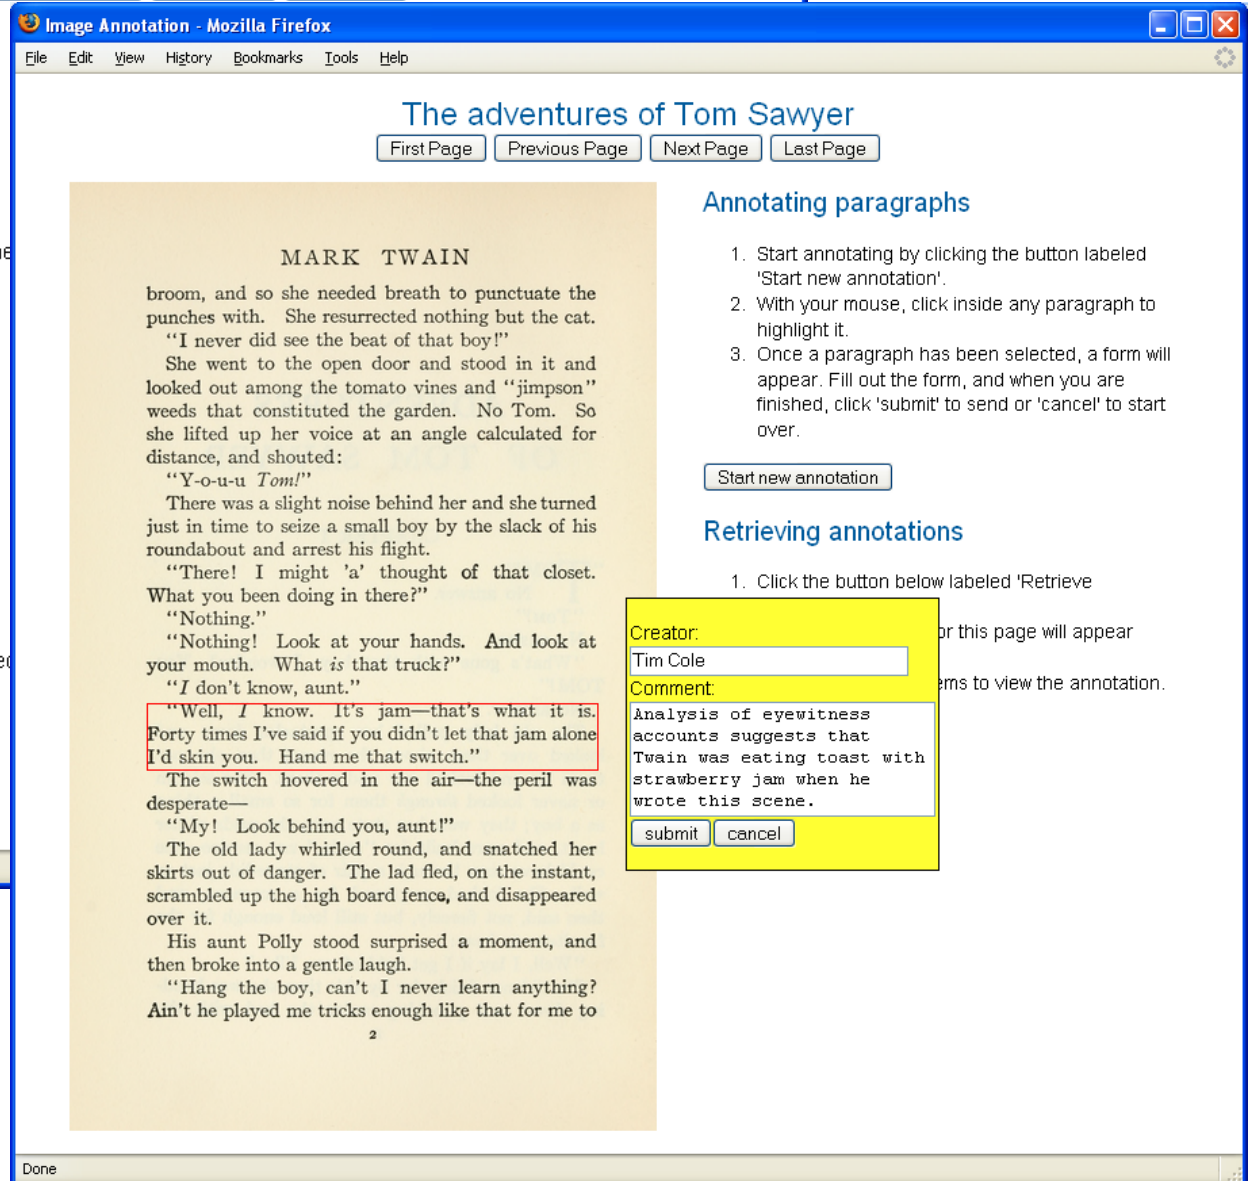 Image Annotation - Mozilla Firefox
File Edit View History Bookmarks Tools Help
The adventures of Tom Sawyer
First Page Previous Page Next Page Last Page
MARK TWAIN
broom, and so she needed breath to punctuate the
punches with. She resurrected nothing but the cat.
"I never did see the beat of that boy!"
She went to the open door and stood in it and
looked out among the tomato vines and "jimpson"
weeds that constituted the garden. No Tom. So
she lifted up her voice at an angle calculated for
distance, and shouted:
"Y-o-u-u Tom!"
There was a slight noise behind her and she turned
just in time to seize a small boy by the slack of his
roundabout and arrest his flight.
"There! I might 'a' thought of that closet.
What you been doing in there?"
"Nothing."
"Nothing! Look at your hands. And look at
your mouth. What is that truck?"
"I don't know, aunt."
"Well, I know. It's jam—that's what it is.
Forty times I've said if you didn't let that jam alone
I'd skin you. Hand me that switch."
The switch hovered in the air—the peril was
desperate—
"My! Look behind you, aunt!"
The old lady whirled round, and snatched her
skirts out of danger. The lad fled, on the instant,
scrambled up the high board fence, and disappeared
over it.
His aunt Polly stood surprised a moment, and
then broke into a gentle laugh.
"Hang the boy, can't I never learn anything?
Ain't he played me tricks enough like that for me to
2
Annotating paragraphs
1. Start annotating by clicking the button labeled
'Start new annotation'.
2. With your mouse, click inside any paragraph to
highlight it.
3. Once a paragraph has been selected, a form will
appear. Fill out the form, and when you are
finished, click 'submit' to send or 'cancel' to start
over.
Start new annotation
Retrieving annotations
1. Click the button below labeled 'Retrieve
or this page will appear
ems to view the annotation.
Creator:
Tim Cole
Comment:
Analysis of eyewitness
accounts suggests that
Twain was eating toast with
strawberry jam when he
wrote this scene.
submit cancel
Done